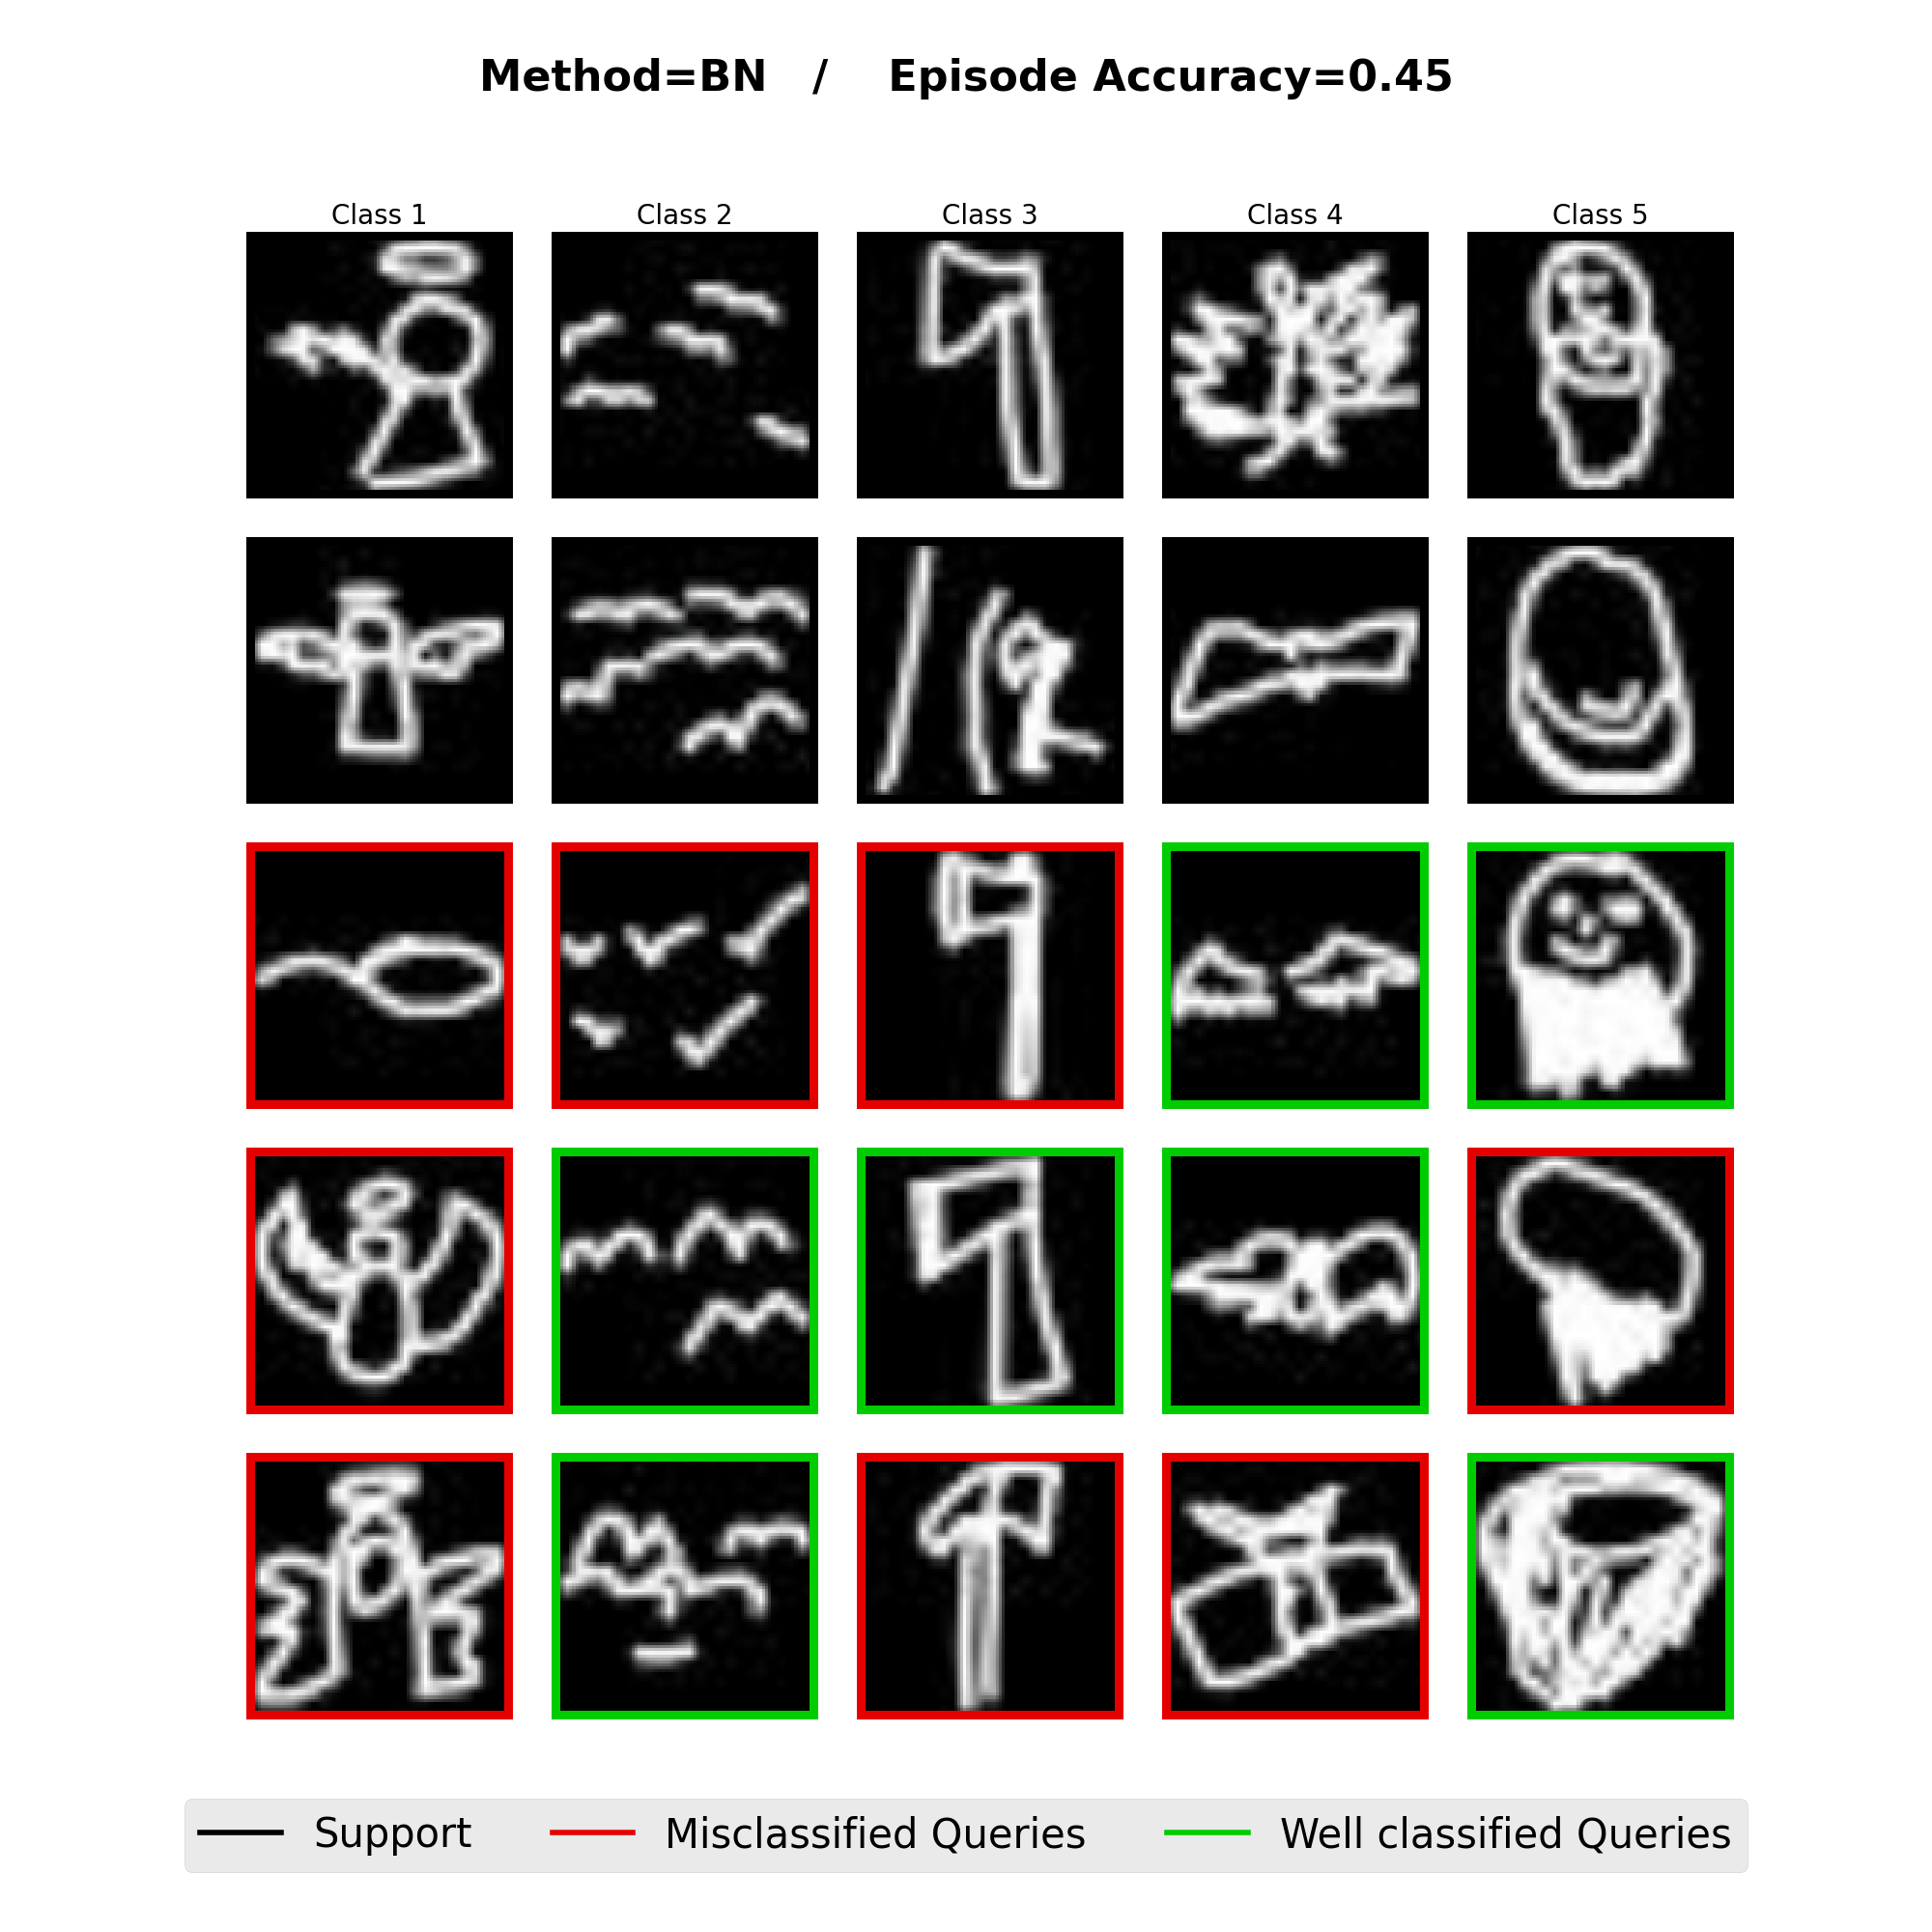 Method=BN / Episode Accuracy=0.45
Class 1 Class 2 Class 3 Class 4 Class 5
Support Misclassified Queries Well classified Queries